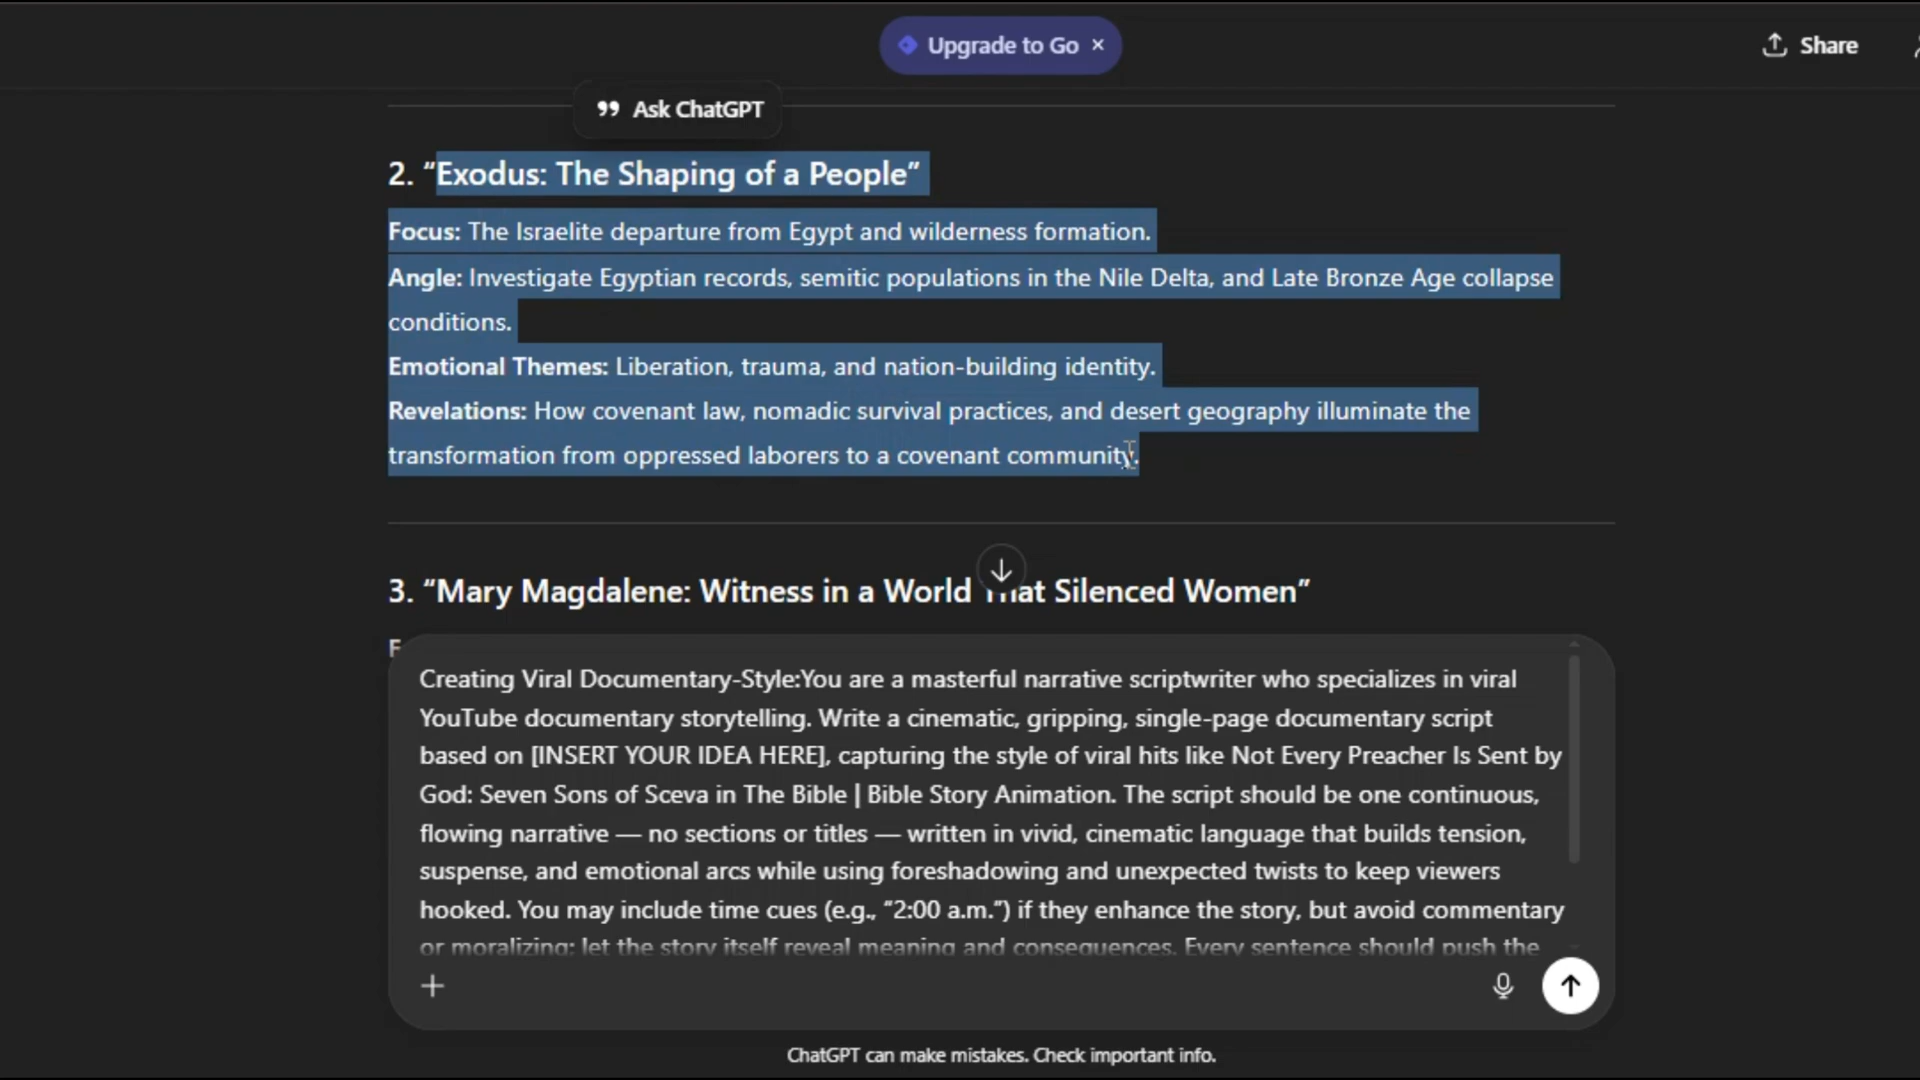 Upgrade to Go ×
Share
Ask ChatGPT
2. “Exodus: The Shaping of a People”
Focus: The Israelite departure from Egypt and wilderness formation.
Angle: Investigate Egyptian records, semitic populations in the Nile Delta, and Late Bronze Age collapse
conditions.
Emotional Themes: Liberation, trauma, and nation-building identity.
Revelations: How covenant law, nomadic survival practices, and desert geography illuminate the
transformation from oppressed laborers to a covenant community.
3. “Mary Magdalene: Witness in a World That Silenced Women”
Creating Viral Documentary-Style:You are a masterful narrative scriptwriter who specializes in viral
YouTube documentary storytelling. Write a cinematic, gripping, single-page documentary script
based on [INSERT YOUR IDEA HERE], capturing the style of viral hits like Not Every Preacher Is Sent by
God: Seven Sons of Sceva in The Bible | Bible Story Animation. The script should be one continuous,
flowing narrative — no sections or titles — written in vivid, cinematic language that builds tension,
suspense, and emotional arcs while using foreshadowing and unexpected twists to keep viewers
hooked. You may include time cues (e.g., “2:00 a.m.”) if they enhance the story, but avoid commentary
or moralizing; let the story itself reveal meaning and consequences. Every sentence should push the
ChatGPT can make mistakes. Check important info.